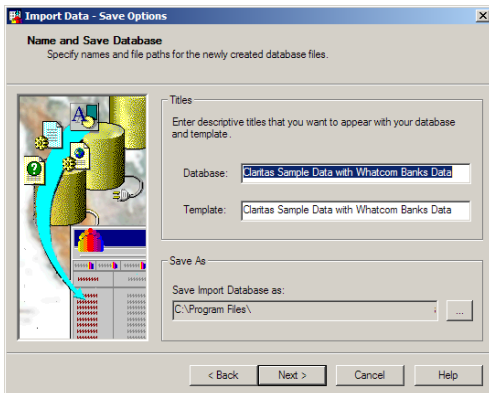 Import Data - Save Options
Name and Save Database
Specify names and file paths for the newly created database files.
Titles
Enter descriptive titles that you want to appear with your database
and template.
Database: Claritas Sample Data with Whatcom Banks Data
Template: Claritas Sample Data with Whatcom Banks Data
Save As
Save Import Database as:
C:\Program Files\
...
< Back Next > Cancel Help